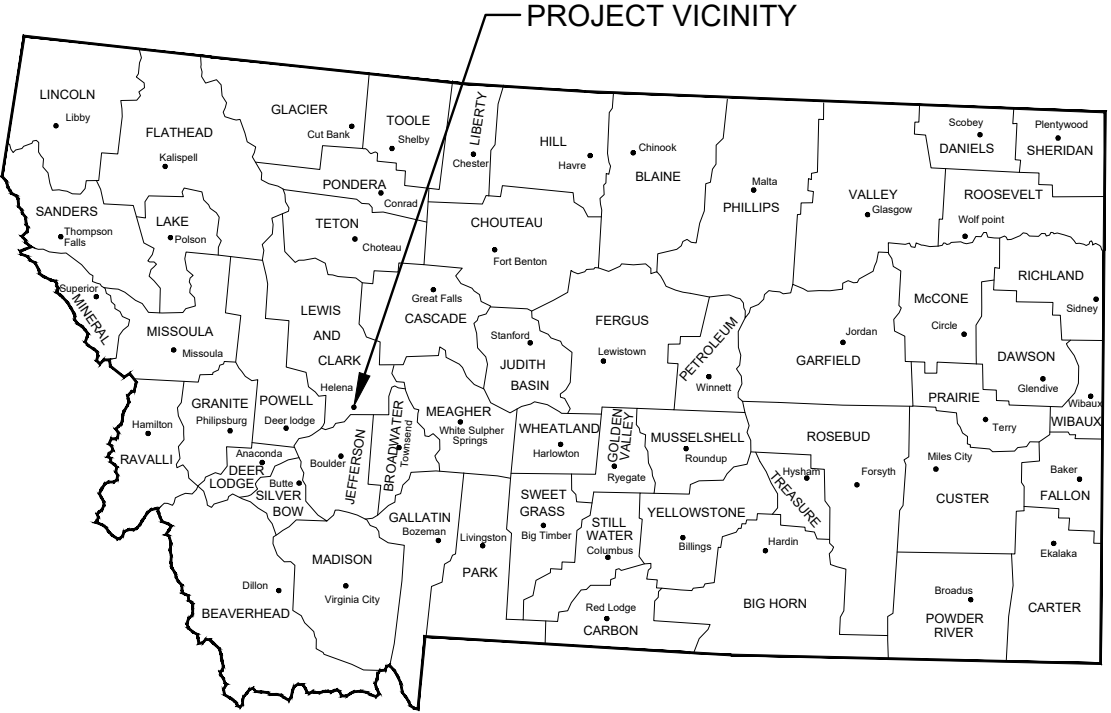 PROJECT VICINITY
LINCOLN
Libby
FLATHEAD
Kalispell
GLACIER
Cut Bank
TOOLE
Shelby
LIBERTY
Chester
HILL
Havre
Chinook
BLAINE
Malta
PHILLIPS
VALLEY
Glasgow
Scobey
DANIELS
Plentywood
SHERIDAN
ROOSEVELT
Wolf point
SANDERS
Thompson
Falls
LAKE
Polson
PONDERA
Conrad
TETON
Choteau
CHOUTEAU
Fort Benton
Superior
MINERAL
MISSOULA
Missoula
LEWIS
AND
CLARK
Helena
Great Falls
CASCADE
Stanford
JUDITH
BASIN
FERGUS
Lewistown
PETROLEUM
Winnett
Jordan
GARFIELD
McCONE
Circle
RICHLAND
Sidney
DAWSON
Glendive
PRAIRIE
Terry
Wibaux
WIBAUX
Hamilton
RAVALLI
GRANITE
Philipsburg
POWELL
Deer lodge
Anaconda
DEER
LODGE
Butte
SILVER
BOW
Boulder
JEFFERSON
BROADWATER
Townsend
MEAGHER
White Sulpher
Springs
WHEATLAND
Harlowton
GOLDEN
VALLEY
Ryegate
MUSSELSHELL
Roundup
ROSEBUD
Forsyth
Hysham
TREASURE
Miles City
CUSTER
Baker
FALLON
GALLATIN
Bozeman
Livingston
PARK
SWEET
GRASS
Big Timber
STILL
WATER
Columbus
YELLOWSTONE
Billings
Hardin
BIG HORN
Ekalaka
CARTER
Broadus
POWDER
RIVER
Dillon
BEAVERHEAD
MADISON
Virginia City
Red Lodge
CARBON